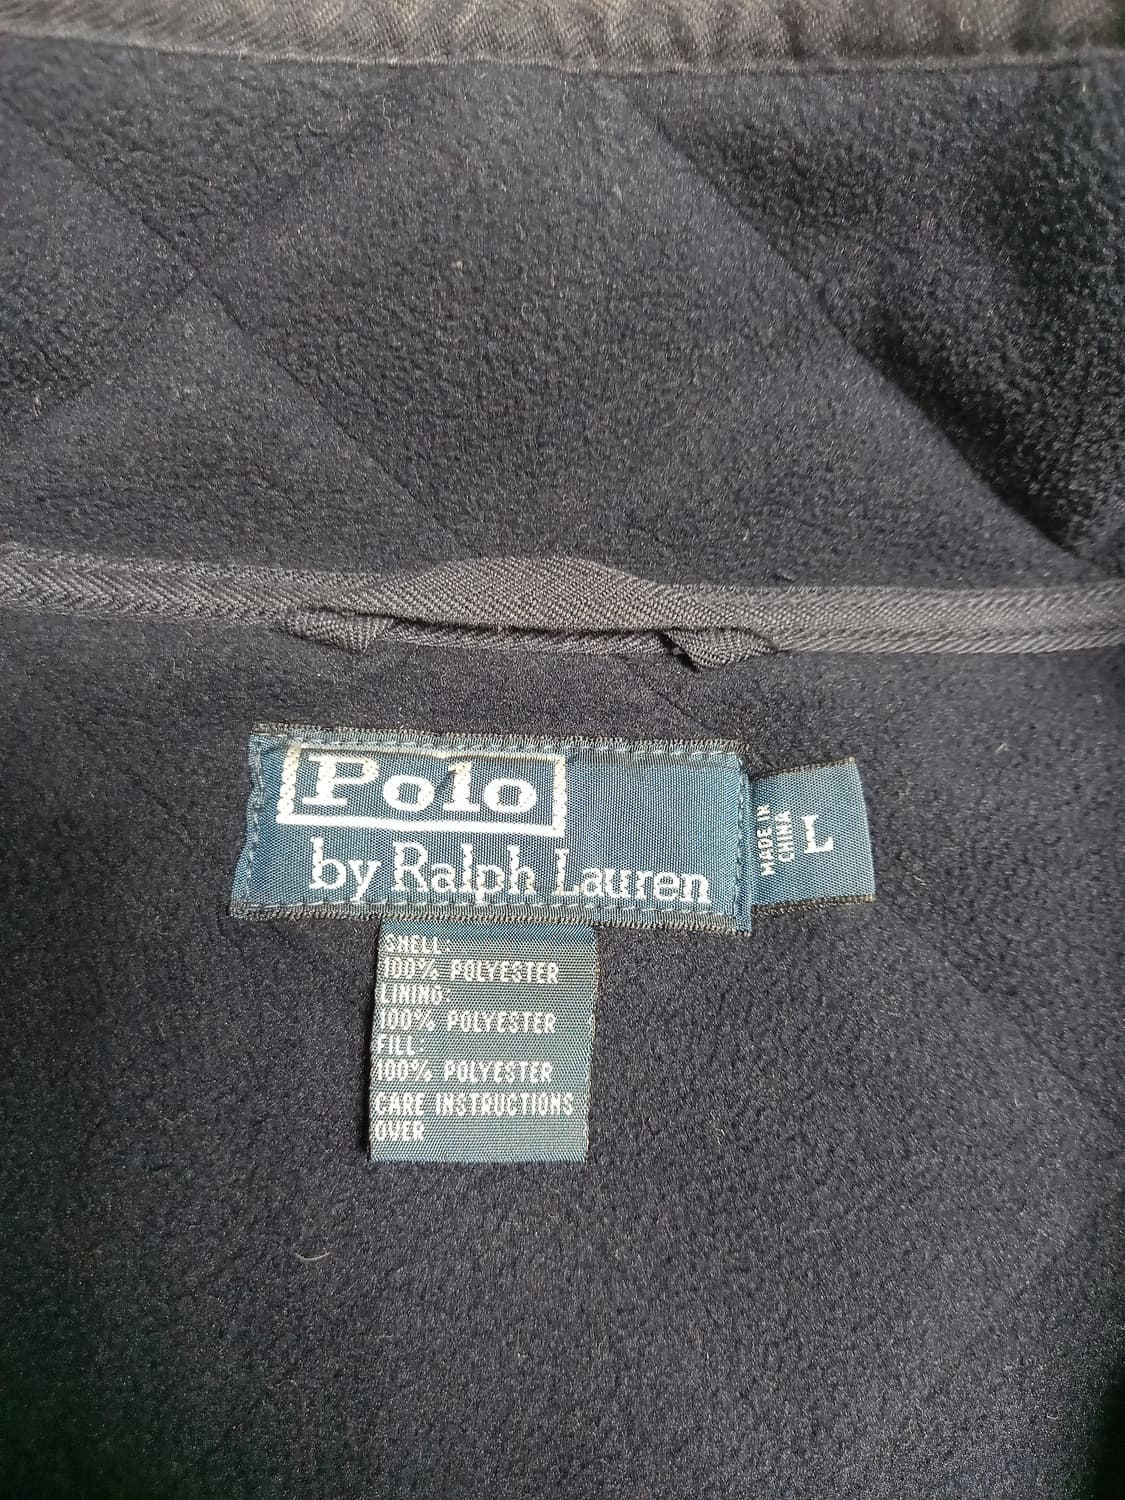 Polo
by Ralph Lauren
MADE IN
CHINA
L
SHELL:
100% POLYESTER
LINING:
100% POLYESTER
FILL:
100% POLYESTER
CARE INSTRUCTIONS
OVER